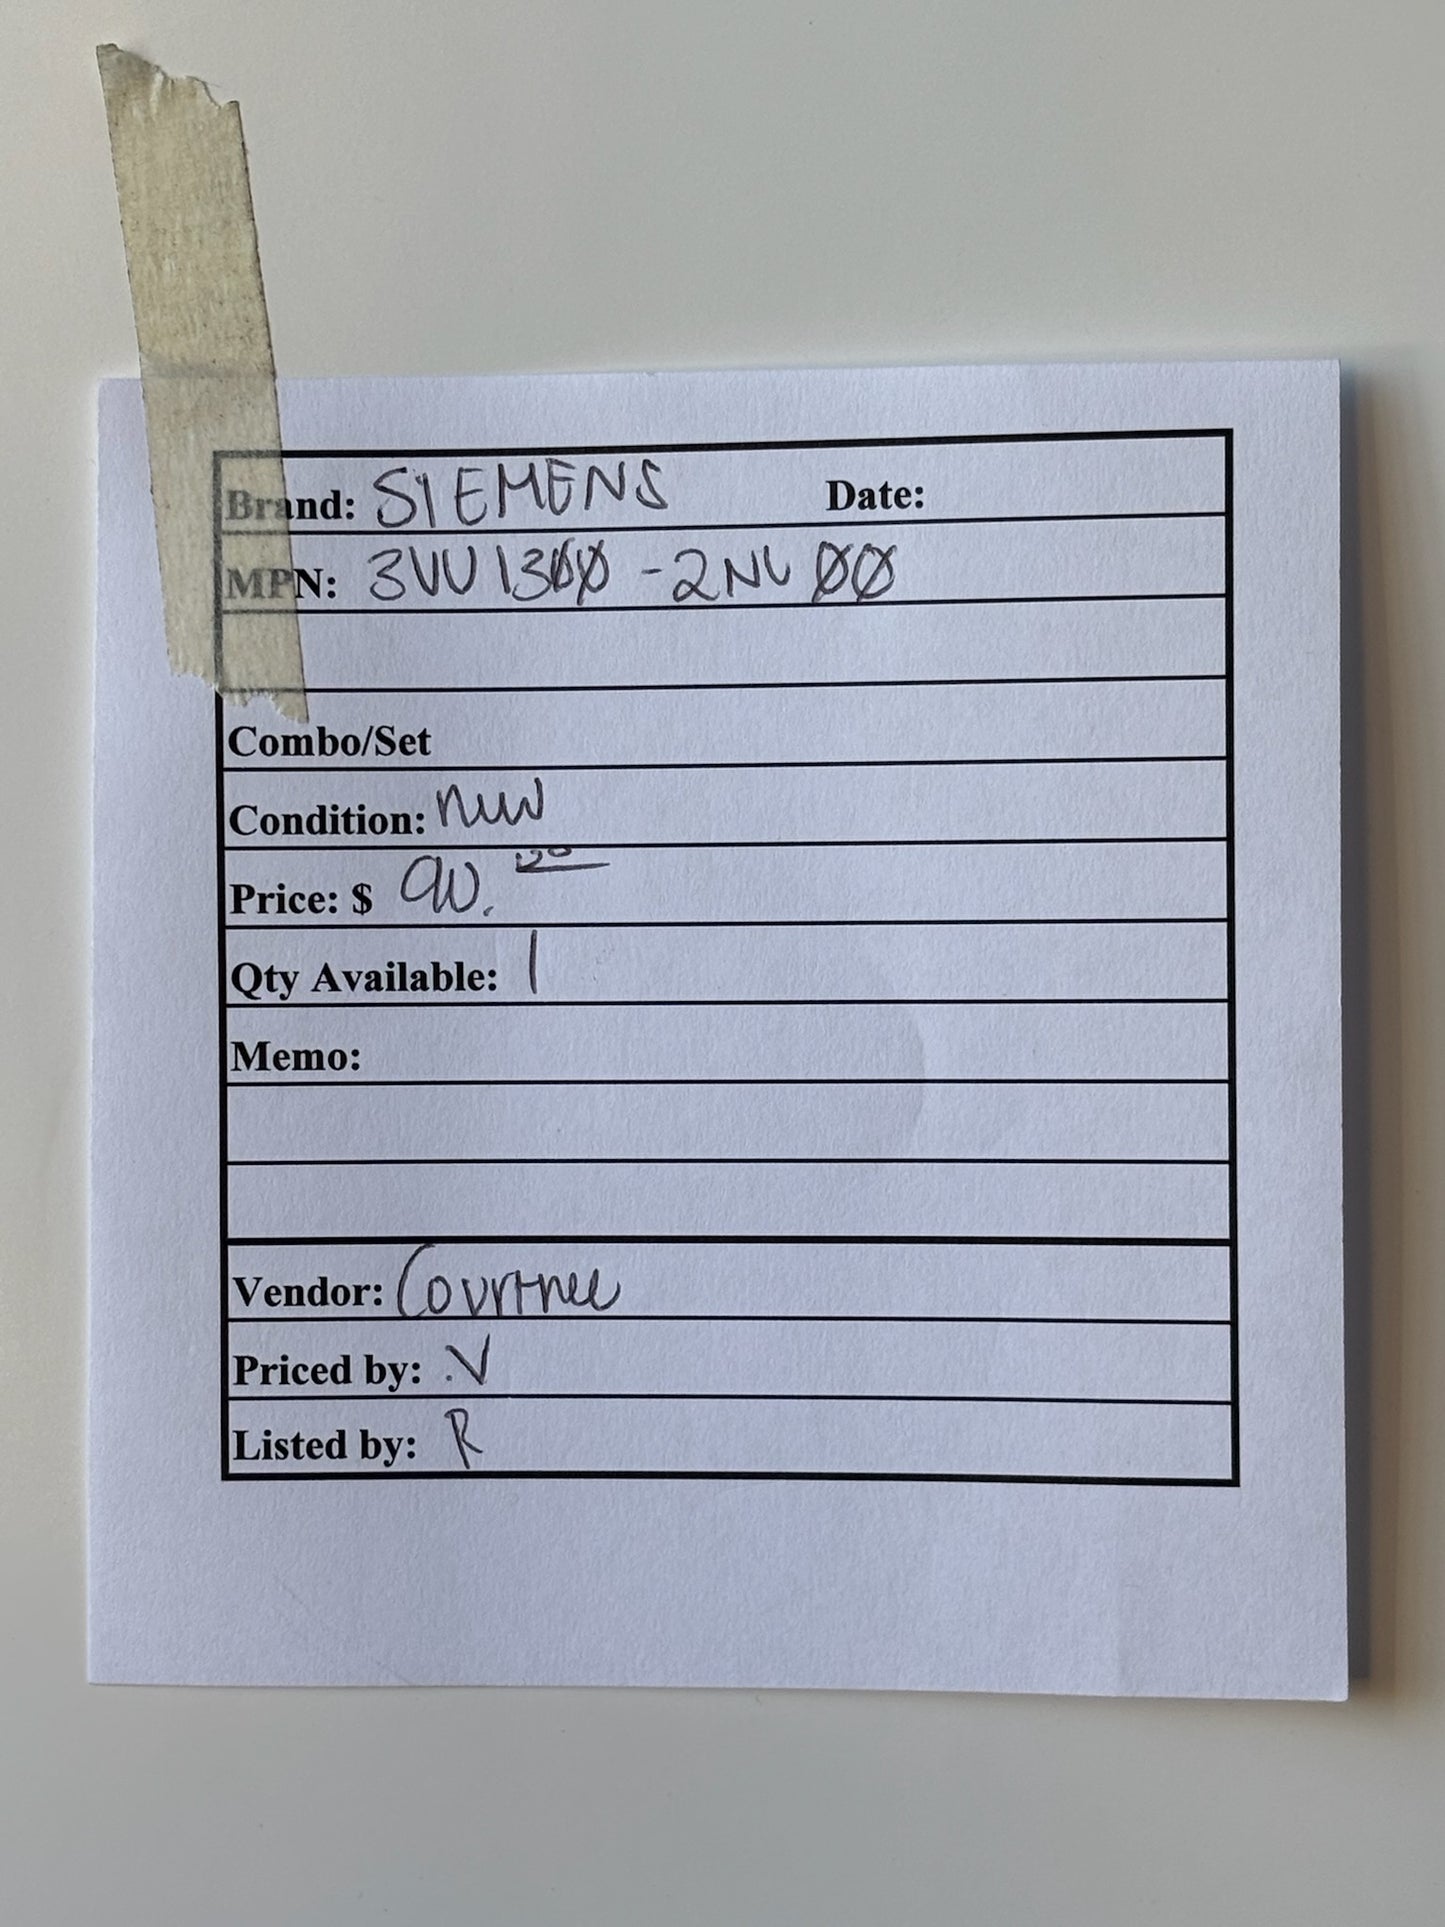 Brand: SIEMENS Date:
MPN: 3VU1300-2NL00
Combo/Set
Condition: new
Price: $ 90.00
Qty Available: 1
Memo:
Vendor: Courtnee
Priced by: .V
Listed by: R